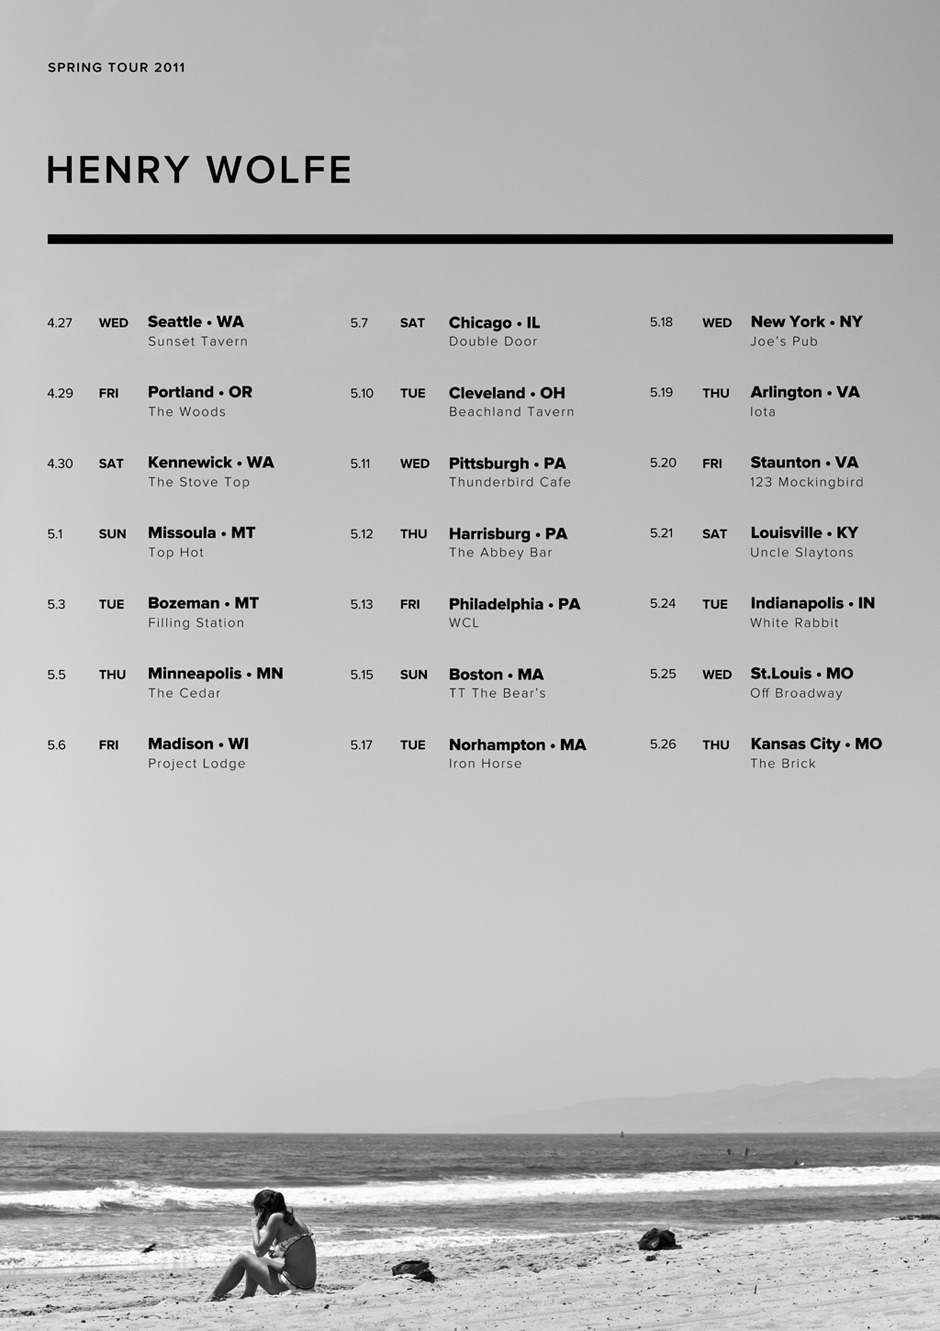 SPRING TOUR 2011
HENRY WOLFE
4.27 WED Seattle • WA
Sunset Tavern
4.29 FRI Portland • OR
The Woods
4.30 SAT Kennewick • WA
The Stove Top
5.1 SUN Missoula • MT
Top Hot
5.3 TUE Bozeman • MT
Filling Station
5.5 THU Minneapolis • MN
The Cedar
5.6 FRI Madison • WI
Project Lodge
5.7 SAT Chicago • IL
Double Door
5.10 TUE Cleveland • OH
Beachland Tavern
5.11 WED Pittsburgh • PA
Thunderbird Cafe
5.12 THU Harrisburg • PA
The Abbey Bar
5.13 FRI Philadelphia • PA
WCL
5.15 SUN Boston • MA
TT The Bear's
5.17 TUE Norhampton • MA
Iron Horse
5.18 WED New York • NY
Joe's Pub
5.19 THU Arlington • VA
Iota
5.20 FRI Staunton • VA
123 Mockingbird
5.21 SAT Louisville • KY
Uncle Slaytons
5.24 TUE Indianapolis • IN
White Rabbit
5.25 WED St.Louis • MO
Off Broadway
5.26 THU Kansas City • MO
The Brick